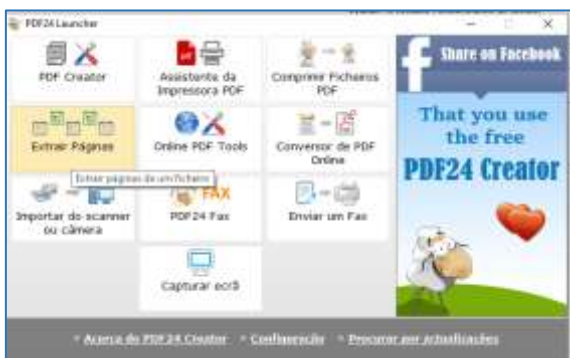 PDF24 Launcher
PDF Creator
Assistente da
Impressora PDF
Comprimir Ficheiros
PDF
Extrair Páginas
Online PDF Tools
Conversor de PDF
Online
Extrair páginas de um ficheiro
Importar do scanner
ou câmera
FAX
PDF24 Fax
Enviar um Fax
Capturar ecrã
Share on Facebook
That you use
the free
PDF24 Creator
Acerca do PDF24 Creator
Configuração
Procurar por actualizações